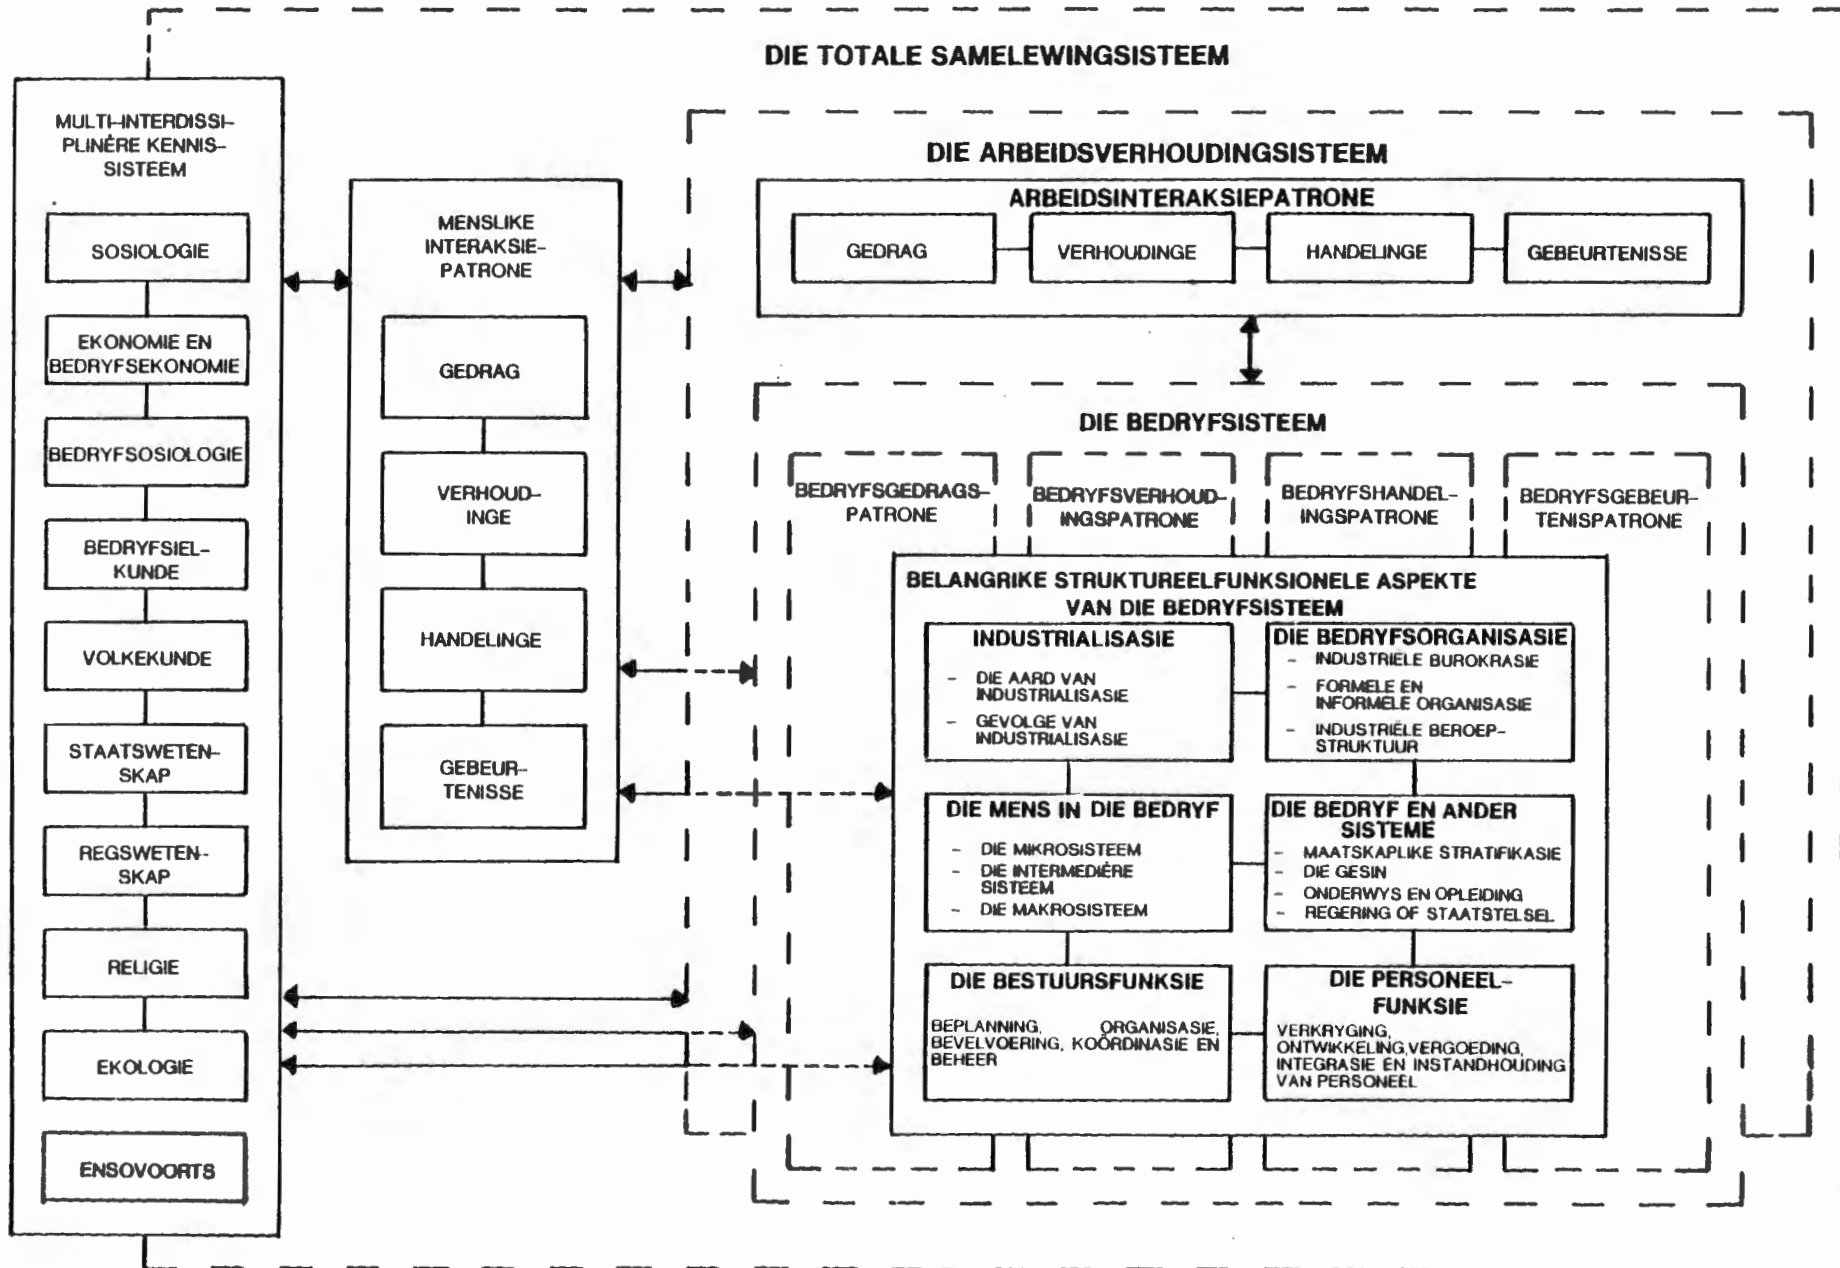 DIE TOTALE SAMELEWINGSISTEEM
MULTI-INTERDISSI-
PLINÊRE KENNIS-
SISTEEM
SOSIOLOGIE
EKONOMIE EN
BEDRYFSEKONOMIE
BEDRYFSOSIOLOGIE
BEDRYFSIEL-
KUNDE
VOLKEKUNDE
STAATSWETEN-
SKAP
REGSWETEN-
SKAP
RELIGIE
EKOLOGIE
ENSOVOORTS
MENSLIKE
INTERAKSIE-
PATRONE
GEDRAG
VERHOUD-
INGE
HANDELINGE
GEBEUR-
TENISSE
DIE ARBEIDSVERHOUDINGSISTEEM
ARBEIDSINTERAKSIEPATRONE
GEDRAG
VERHOUDINGE
HANDELINGE
GEBEURTENISSE
DIE BEDRYFSISTEEM
BEDRYFSGEDRAGS-
PATRONE
BEDRYFSVERHOUD-
INGSPATRONE
BEDRYFSHANDEL-
INGSPATRONE
BEDRYFSGEBEUR-
TENISPATRONE
BELANGRIKE STRUKTUREELFUNKSIONELE ASPEKTE
VAN DIE BEDRYFSISTEEM
INDUSTRIALISASIE
- DIE AARD VAN
INDUSTRIALISASIE
- GEVOLGE VAN
INDUSTRIALISASIE
DIE BEDRYFSORGANISASIE
- INDUSTRIËLE BUROKRASIE
- FORMELE EN
INFORMELE ORGANISASIE
- INDUSTRIËLE BEROEP-
STRUKTUUR
DIE MENS IN DIE BEDRYF
- DIE MIKROSISTEEM
- DIE INTERMEDIÊRE
SISTEEM
- DIE MAKROSISTEEM
DIE BEDRYF EN ANDER
SISTEME
- MAATSKAPLIKE STRATIFIKASIE
- DIE GESIN
- ONDERWYS EN OPLEIDING
- REGERING OF STAATSTELSEL
DIE BESTUURSFUNKSIE
BEPLANNING, ORGANISASIE,
BEVELVOERING, KOÖRDINASIE EN
BEHEER
DIE PERSONEEL-
FUNKSIE
VERKRYGING,
ONTWIKKELING, VERGOEDING,
INTEGRASIE EN INSTANDHOUDING
VAN PERSONEEL